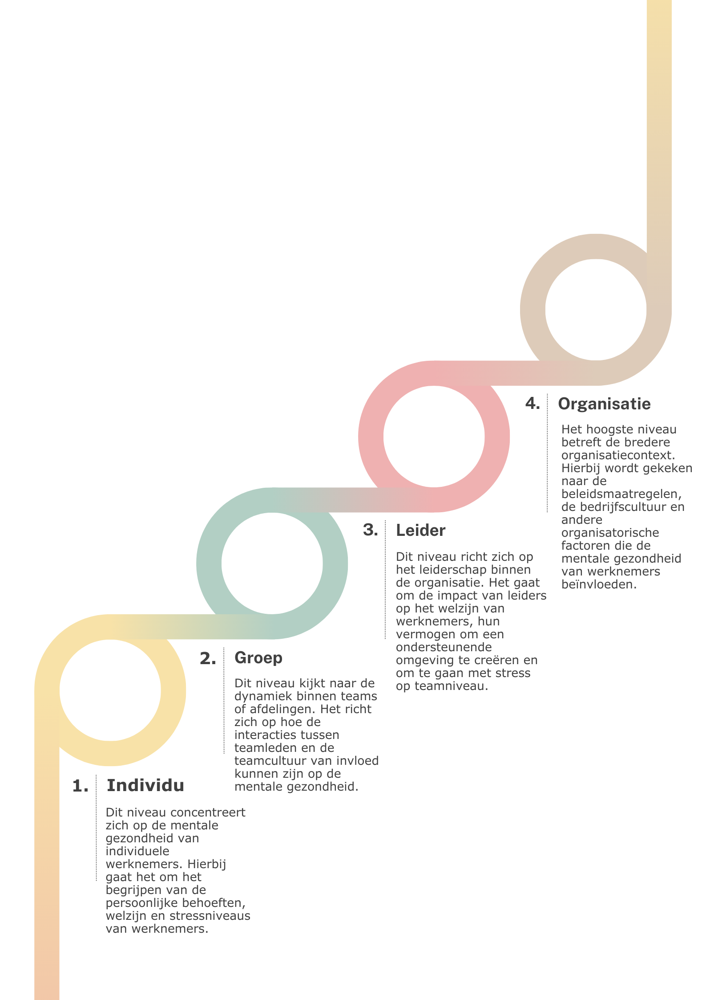 1.
Individu
Dit niveau concentreert
zich op de mentale
gezondheid van
individuele
werknemers. Hierbij
gaat het om het
begrijpen van de
persoonlijke behoeften,
welzijn en stressniveaus
van werknemers.
2.
Groep
Dit niveau kijkt naar de
dynamiek binnen teams
of afdelingen. Het richt
zich op hoe de
interacties tussen
teamleden en de
teamcultuur van invloed
kunnen zijn op de
mentale gezondheid.
3.
Leider
Dit niveau richt zich op
het leiderschap binnen
de organisatie. Het gaat
om de impact van leiders
op het welzijn van
werknemers, hun
vermogen om een
ondersteunende
omgeving te creëren en
om te gaan met stress
op teamniveau.
4.
Organisatie
Het hoogste niveau
betreft de bredere
organisatiecontext.
Hierbij wordt gekeken
naar de
beleidsmaatregelen,
de bedrijfscultuur en
andere
organisatorische
factoren die de
mentale gezondheid
van werknemers
beïnvloeden.